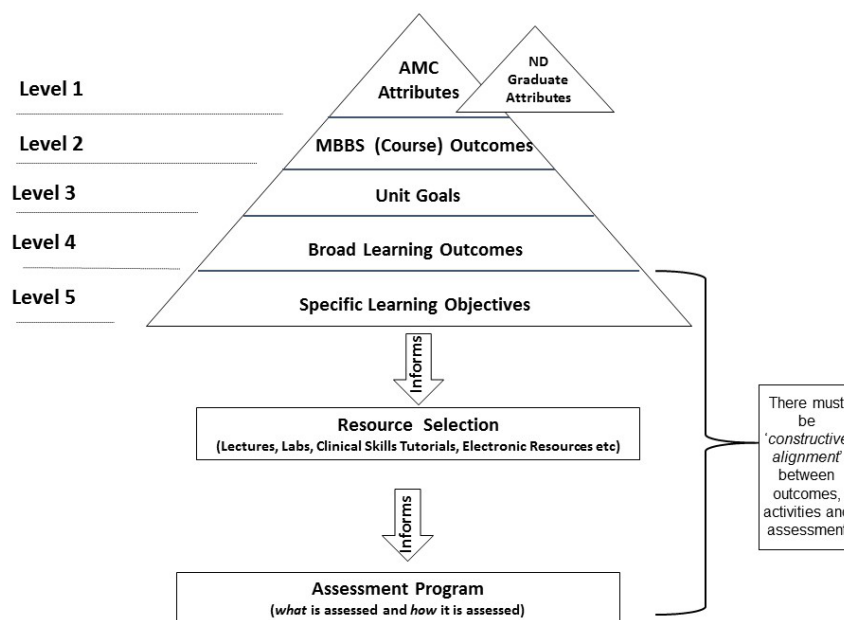 Level 1
AMC
Attributes
ND
Graduate
Attributes
Level 2
MBBS (Course) Outcomes
Level 3
Unit Goals
Level 4
Broad Learning Outcomes
Level 5
Specific Learning Objectives
Informs
Resource Selection
(Lectures, Labs, Clinical Skills Tutorials, Electronic Resources etc)
There must
be
‘constructive
alignment’
between
outcomes,
activities and
assessment
Informs
Assessment Program
(what is assessed and how it is assessed)